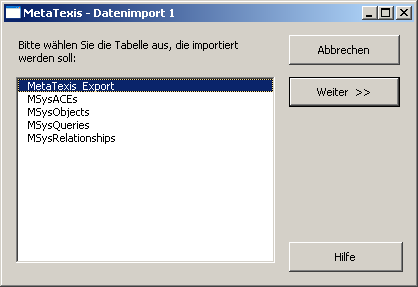 MetaTexis - Datenimport 1
Bitte wählen Sie die Tabelle aus, die importiert
werden soll:
Abbrechen
Weiter >>
MetaTexis_Export
MSysACEs
MSysObjects
MSysQueries
MSysRelationships
Hilfe